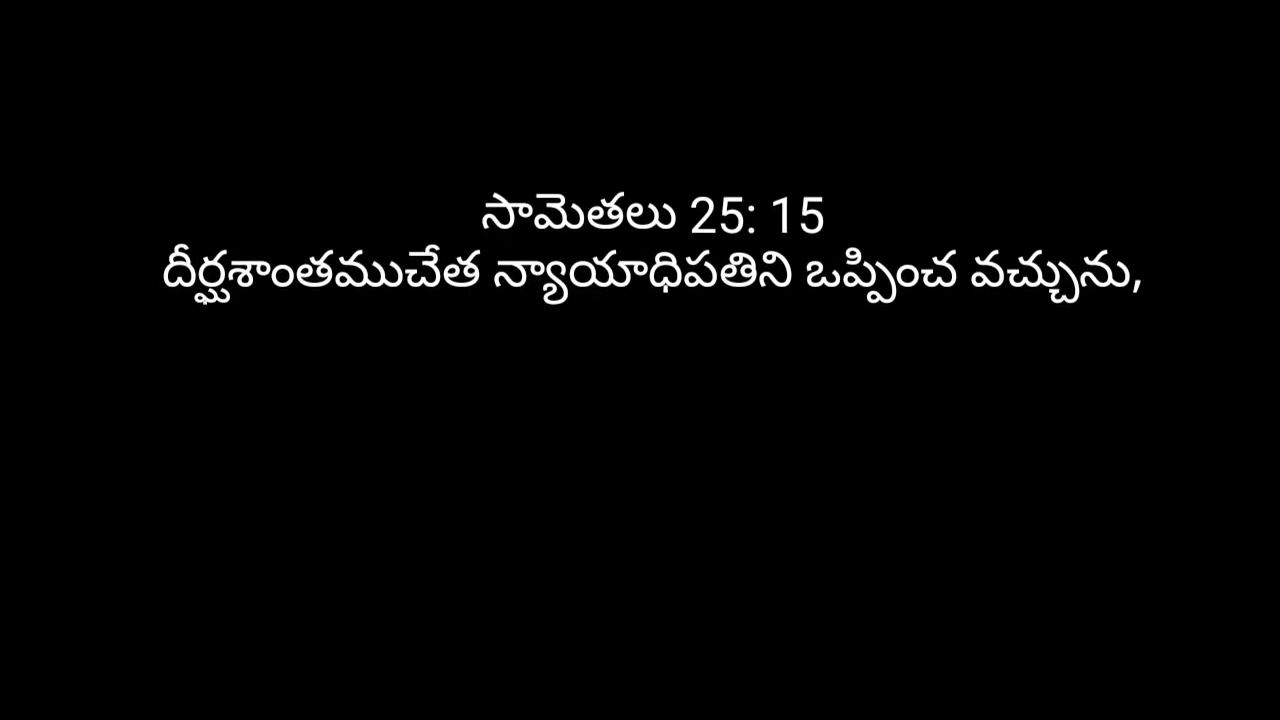 సామెతలు 25: 15
దీర్ఘశాంతముచేత న్యాయాధిపతిని ఒప్పించ వచ్చును,